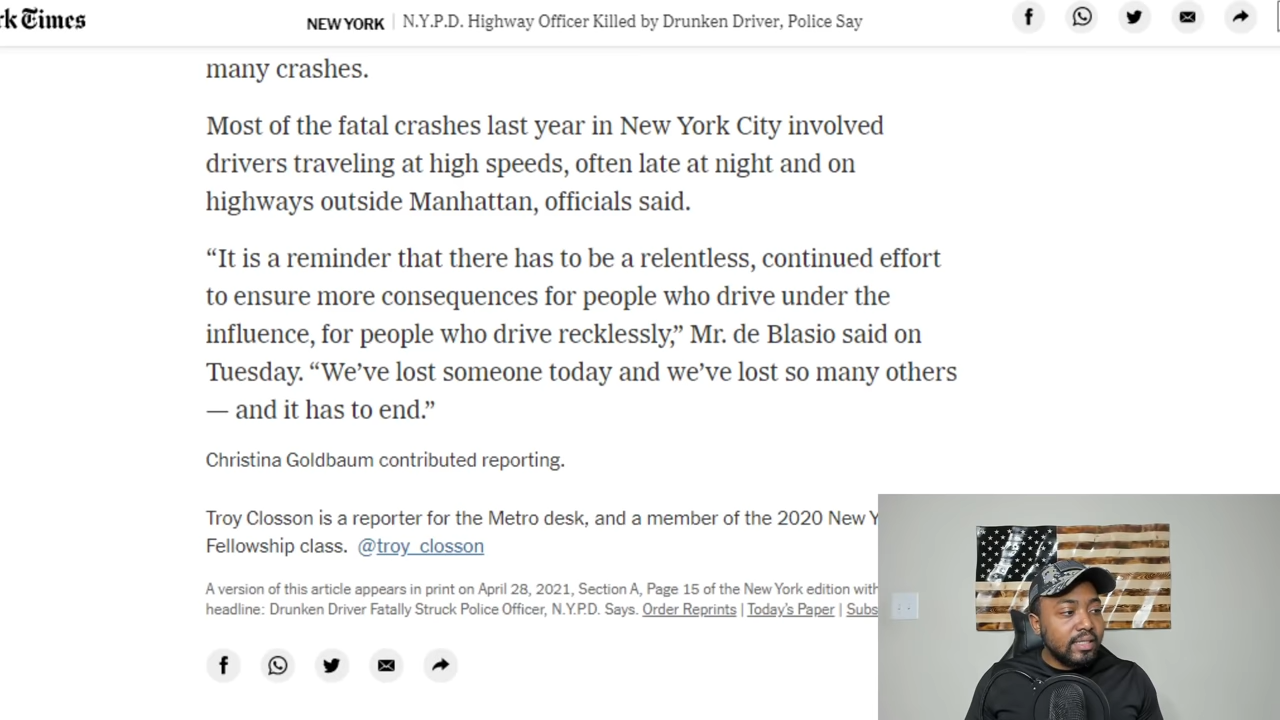 rk Times
NEW YORK | N.Y.P.D. Highway Officer Killed by Drunken Driver, Police Say
many crashes.
Most of the fatal crashes last year in New York City involved
drivers traveling at high speeds, often late at night and on
highways outside Manhattan, officials said.
“It is a reminder that there has to be a relentless, continued effort
to ensure more consequences for people who drive under the
influence, for people who drive recklessly,” Mr. de Blasio said on
Tuesday. “We’ve lost someone today and we’ve lost so many others
— and it has to end.”
Christina Goldbaum contributed reporting.
Troy Closson is a reporter for the Metro desk, and a member of the 2020 New Y
Fellowship class. @troy_closson
A version of this article appears in print on April 28, 2021, Section A, Page 15 of the New York edition with
headline: Drunken Driver Fatally Struck Police Officer, N.Y.P.D. Says. Order Reprints | Today’s Paper | Subs